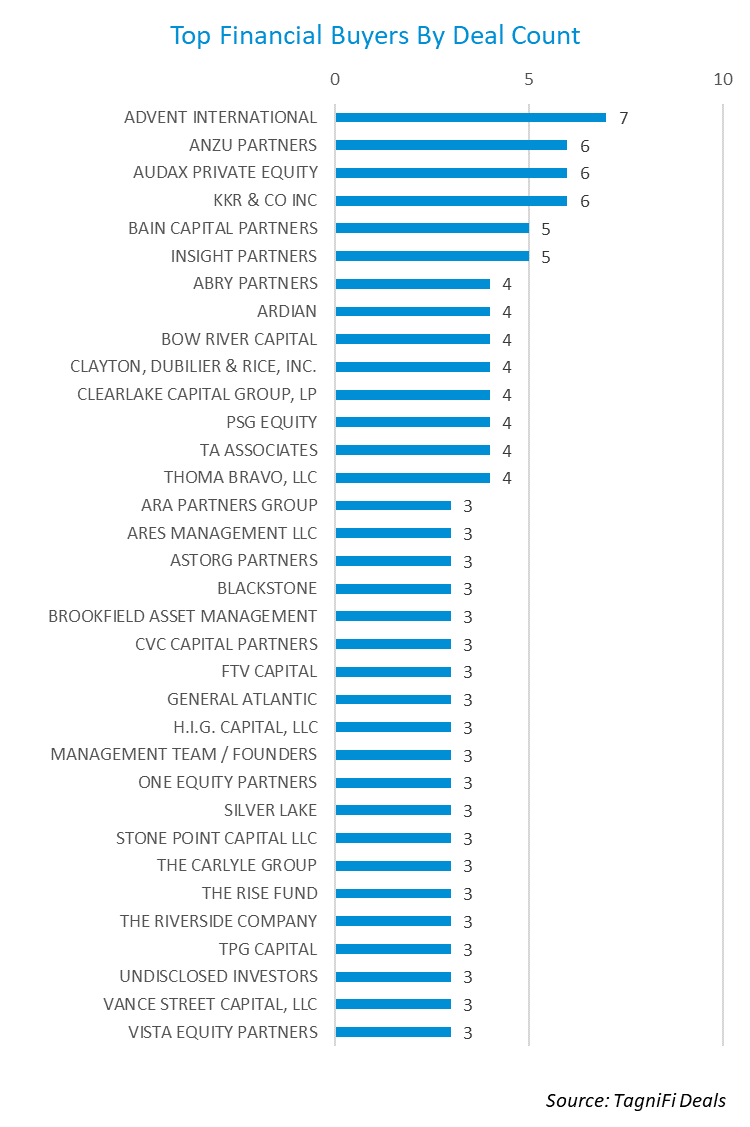 Top Financial Buyers By Deal Count
0 5 10
ADVENT INTERNATIONAL 7
ANZU PARTNERS 6
AUDAX PRIVATE EQUITY 6
KKR & CO INC 6
BAIN CAPITAL PARTNERS 5
INSIGHT PARTNERS 5
ABRY PARTNERS 4
ARDIAN 4
BOW RIVER CAPITAL 4
CLAYTON, DUBILIER & RICE, INC. 4
CLEARLAKE CAPITAL GROUP, LP 4
PSG EQUITY 4
TA ASSOCIATES 4
THOMA BRAVO, LLC 4
ARA PARTNERS GROUP 3
ARES MANAGEMENT LLC 3
ASTORG PARTNERS 3
BLACKSTONE 3
BROOKFIELD ASSET MANAGEMENT 3
CVC CAPITAL PARTNERS 3
FTV CAPITAL 3
GENERAL ATLANTIC 3
H.I.G. CAPITAL, LLC 3
MANAGEMENT TEAM / FOUNDERS 3
ONE EQUITY PARTNERS 3
SILVER LAKE 3
STONE POINT CAPITAL LLC 3
THE CARLYLE GROUP 3
THE RISE FUND 3
THE RIVERSIDE COMPANY 3
TPG CAPITAL 3
UNDISCLOSED INVESTORS 3
VANCE STREET CAPITAL, LLC 3
VISTA EQUITY PARTNERS 3
Source: TagniFi Deals